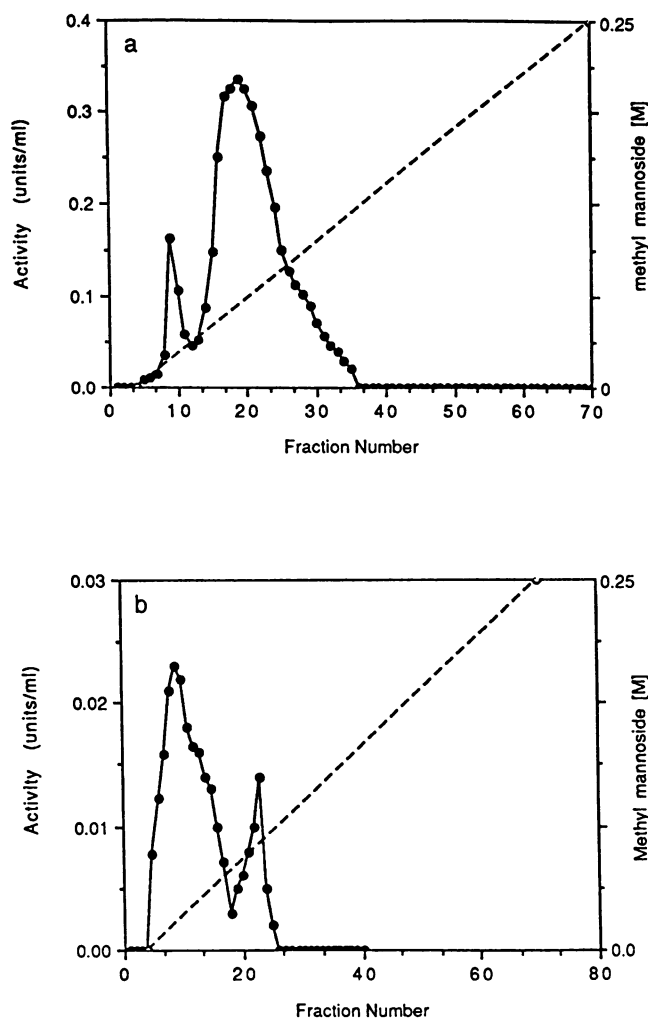 a
0.4
0.3
0.2
0.1
0.0
Activity (units/ml)
0.25
0
methyl mannoside [M]
0 10 20 30 40 50 60 70
Fraction Number
b
0.03
0.02
0.01
0.00
Activity (units/ml)
0.25
0.0
Methyl mannoside [M]
0 20 40 60 80
Fraction Number